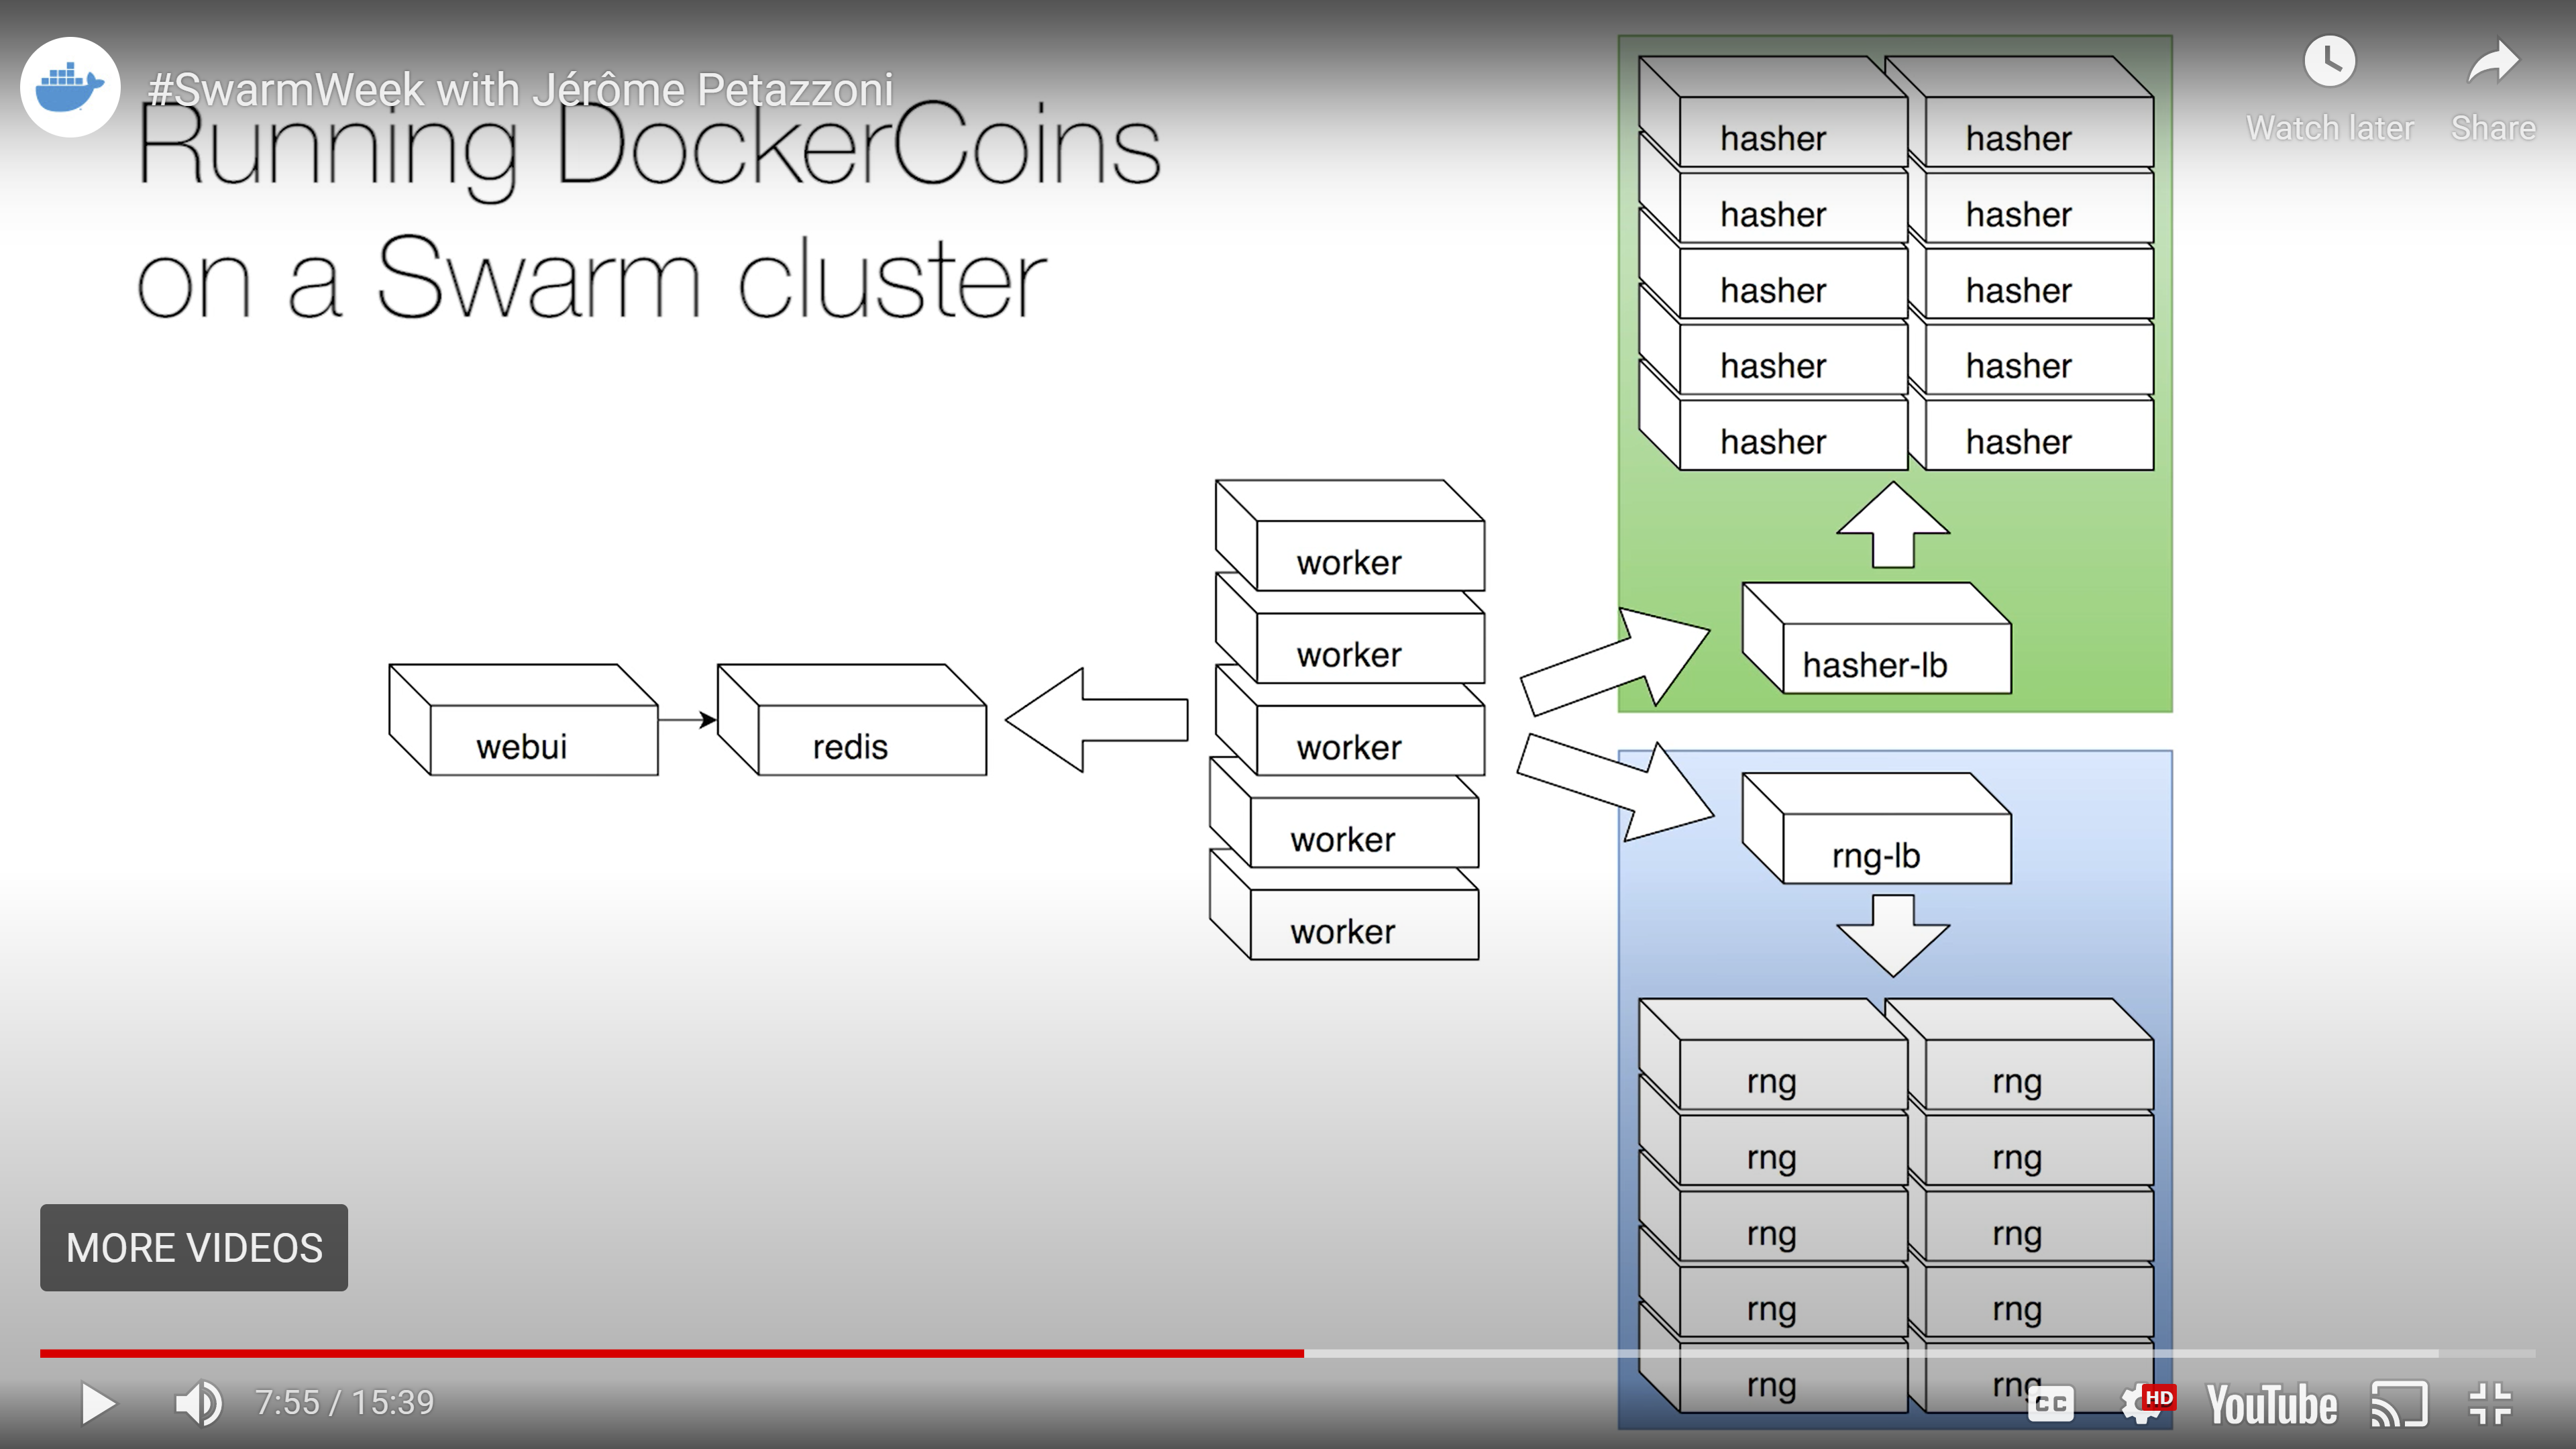 #SwarmWeek with Jérôme Petazzoni
Watch later
Share
Running DockerCoins
on a Swarm cluster
hasher hasher
hasher hasher
hasher hasher
hasher hasher
hasher hasher
hasher-lb
worker
worker
worker
worker
worker
webui
redis
rng-lb
rng rng
rng rng
rng rng
rng rng
rng rng
MORE VIDEOS
7:55 / 15:39
CC
HD
YouTube